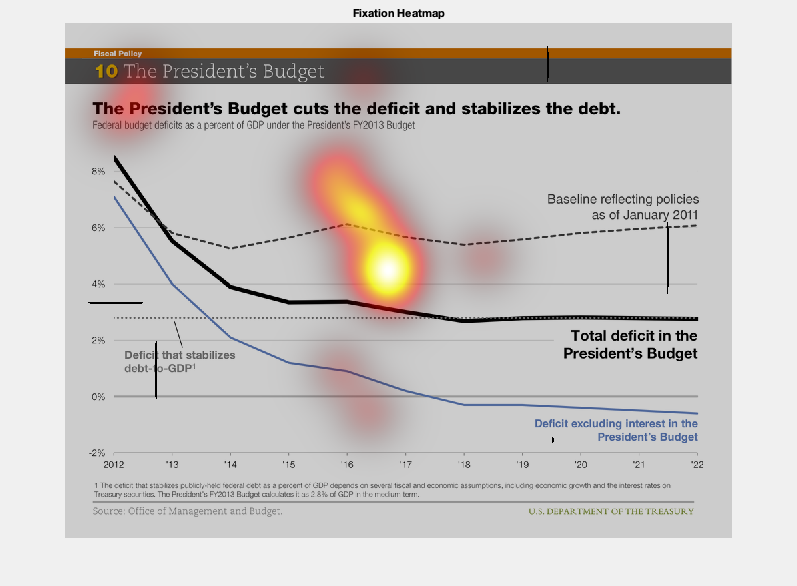 Fixation Heatmap
Fiscal Policy
10 The President's Budget
The President's Budget cuts the deficit and stabilizes the debt.
Federal budget deficits as a percent of GDP under the President's FY2013 Budget
8%
Baseline reflecting policies
as of January 2011
6%
4%
Total deficit in the
President's Budget
2%
Deficit that stabilizes
debt-to-GDP¹
0%
Deficit excluding interest in the
President's Budget
-2%
2012 '13 '14 '15 '16 '17 '18 '19 '20 '21 '22
1 The deficit that stabilizes publicly-held federal debt as a percent of GDP depends on several fiscal and economic assumptions, including economic growth and the interest rates on
Treasury securities. The President's FY2013 Budget calculates it as 2.8% of GDP in the medium term.
Source: Office of Management and Budget.
U.S. DEPARTMENT OF THE TREASURY